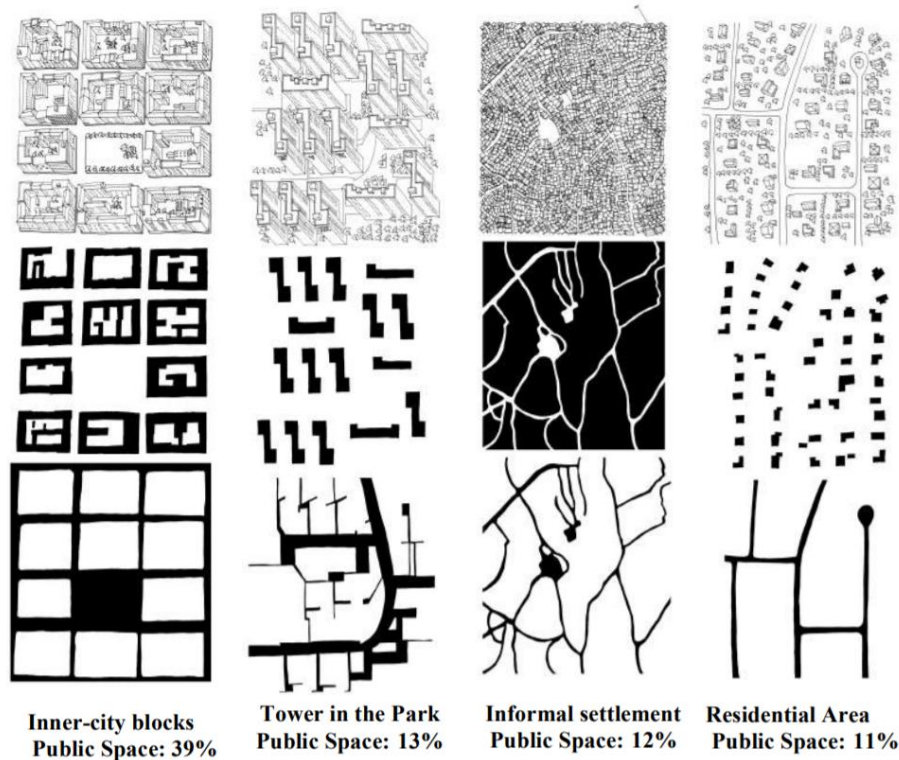 Inner-city blocks
Public Space: 39%
Tower in the Park
Public Space: 13%
Informal settlement
Public Space: 12%
Residential Area
Public Space: 11%